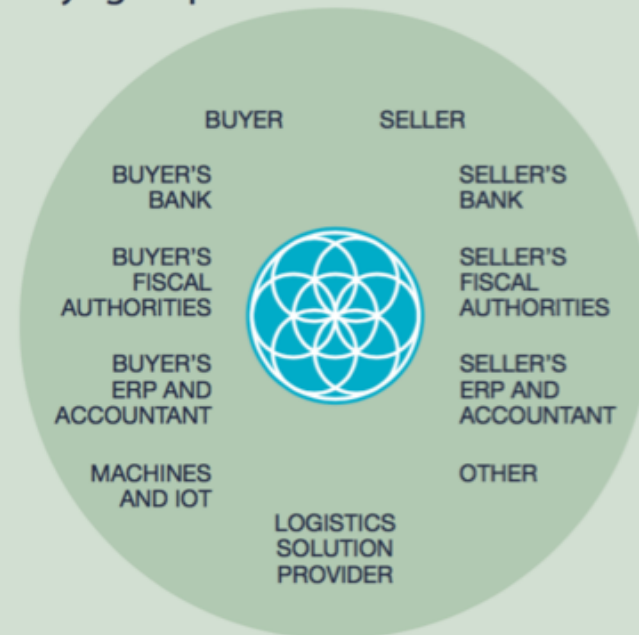 BUYER
SELLER
BUYER'S
BANK
SELLER'S
BANK
BUYER'S
FISCAL
AUTHORITIES
SELLER'S
FISCAL
AUTHORITIES
BUYER'S
ERP AND
ACCOUNTANT
SELLER'S
ERP AND
ACCOUNTANT
MACHINES
AND IOT
OTHER
LOGISTICS
SOLUTION
PROVIDER